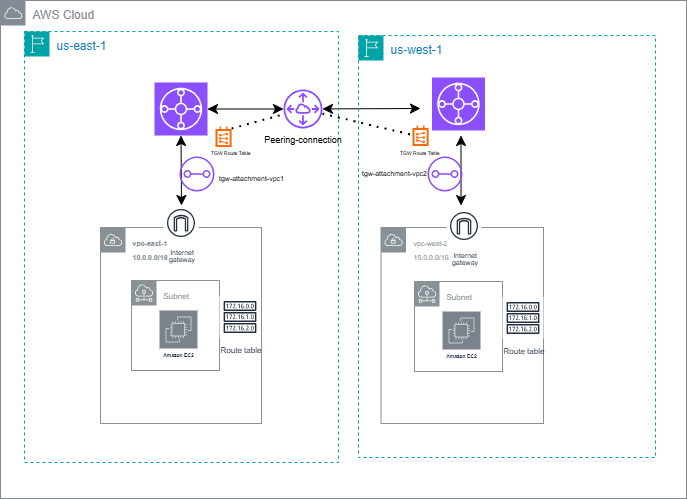 AWS Cloud
us-east-1
us-west-1
Peering-connection
TGW Route Table
TGW Route Table
tgw-attachment-vpc1
tgw-attachment-vpc2
vpc-east-1
10.0.0.0/16
Internet
gateway
Subnet
172.16.0.0
172.16.1.0
172.16.2.0
Amazon EC2
Route table
vpc-west-2
15.0.0.0/16
Internet
gateway
Subnet
172.16.0.0
172.16.1.0
172.16.2.0
Amazon EC2
Route table